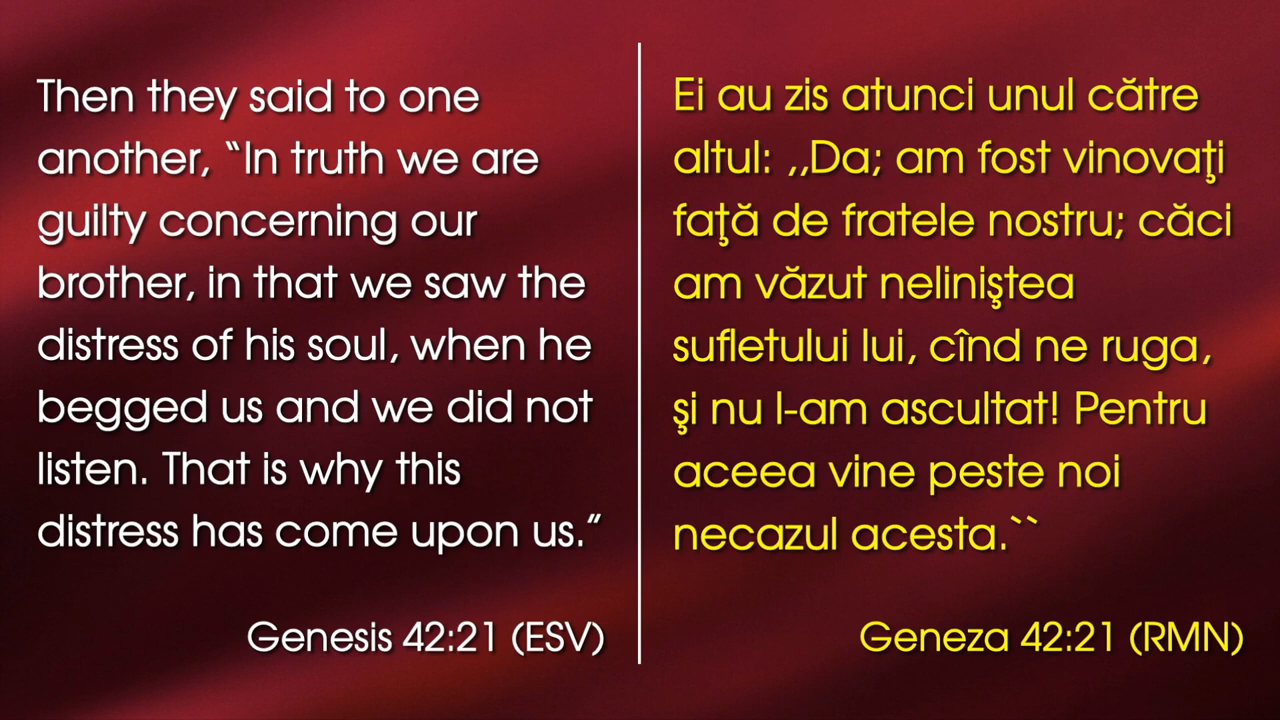 Then they said to one
another, “In truth we are
guilty concerning our
brother, in that we saw the
distress of his soul, when he
begged us and we did not
listen. That is why this
distress has come upon us.”
Genesis 42:21 (ESV)
Ei au zis atunci unul către
altul: ,,Da; am fost vinovaţi
faţă de fratele nostru; căci
am văzut neliniştea
sufletului lui, cînd ne ruga,
şi nu l-am ascultat! Pentru
aceea vine peste noi
necazul acesta.``
Geneza 42:21 (RMN)